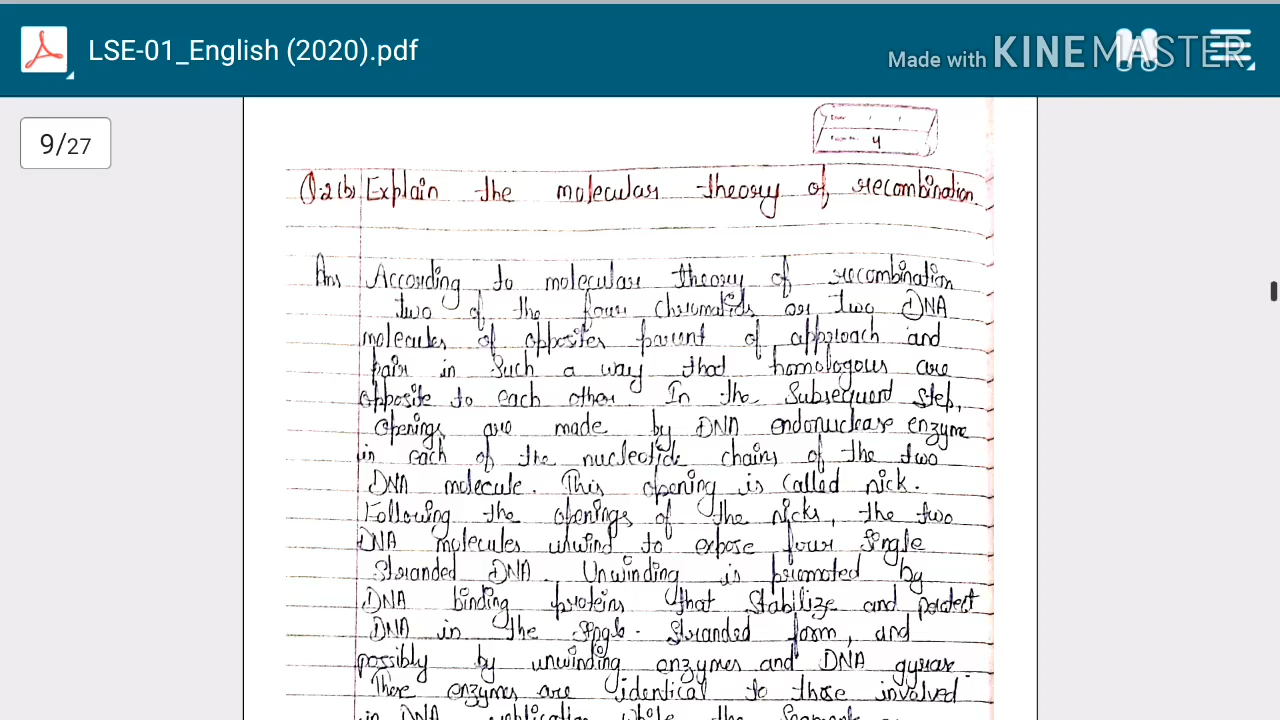 LSE-01_English (2020).pdf
Made with KINEMASTER
9/27
4
Q.2(b) Explain the molecular theory of recombination
Ans According to molecular theory of recombination
two of the four chromatids or two DNA
molecules of opposites parent of approach and
pair in such a way that homologous are
opposite to each other. In the Subsequent step,
Openings are made by DNA endonuclease enzyme
in each of the nucleotide chains of the two
DNA molecule. This opening is called nick.
Following the openings of the nicks, the two
DNA molecules unwind to expose four Single
Stranded DNA. Unwinding is promoted by
DNA binding proteins that Stabilize and protect
DNA in the Single-Stranded form, and
possibly by unwinding enzymes and DNA gyrase.
These enzymes are identical to those involved
in DNA replication while the